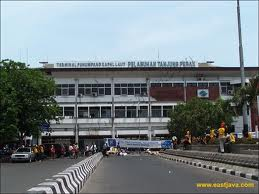 TERMINAL PENUMPANG KAPAL LAUT PELABUHAN TANJUNG PERAK
www.eastjava.com